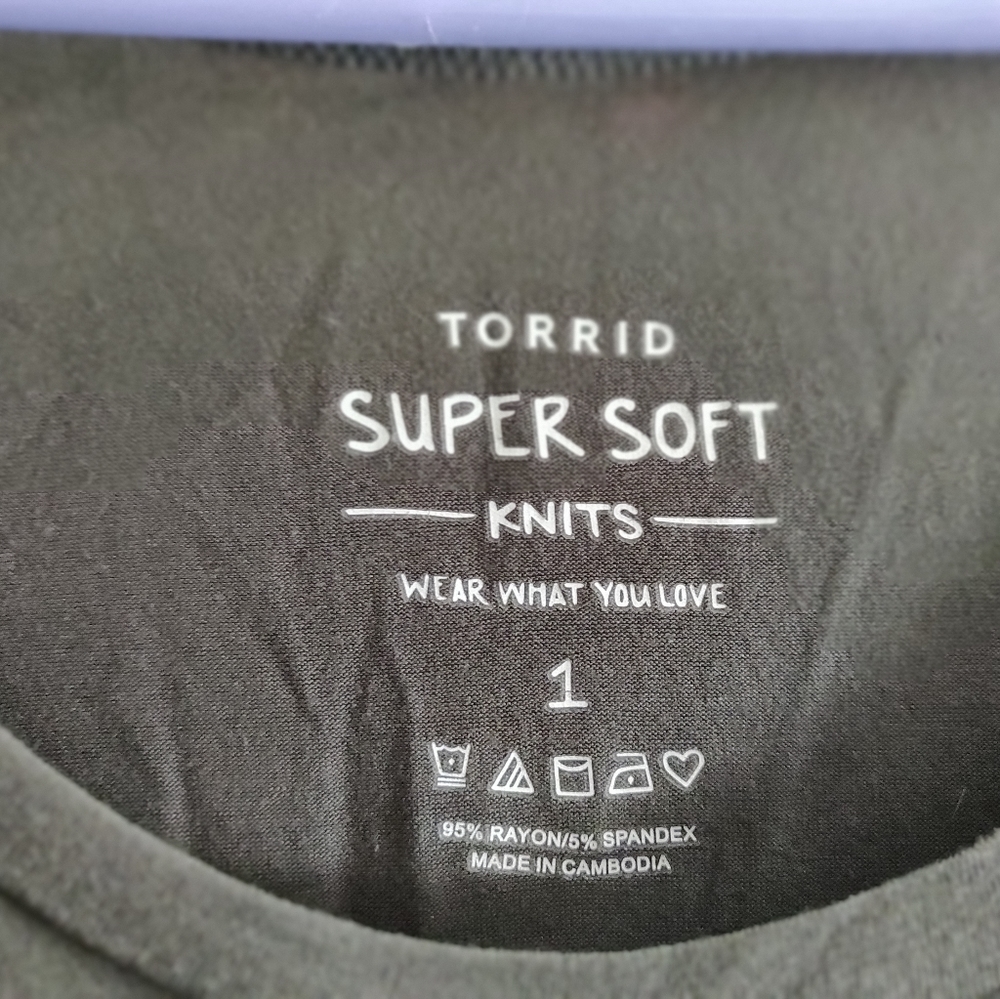 TORRID
SUPER SOFT
KNITS
WEAR WHAT YOU LOVE
1
95% RAYON/5% SPANDEX
MADE IN CAMBODIA